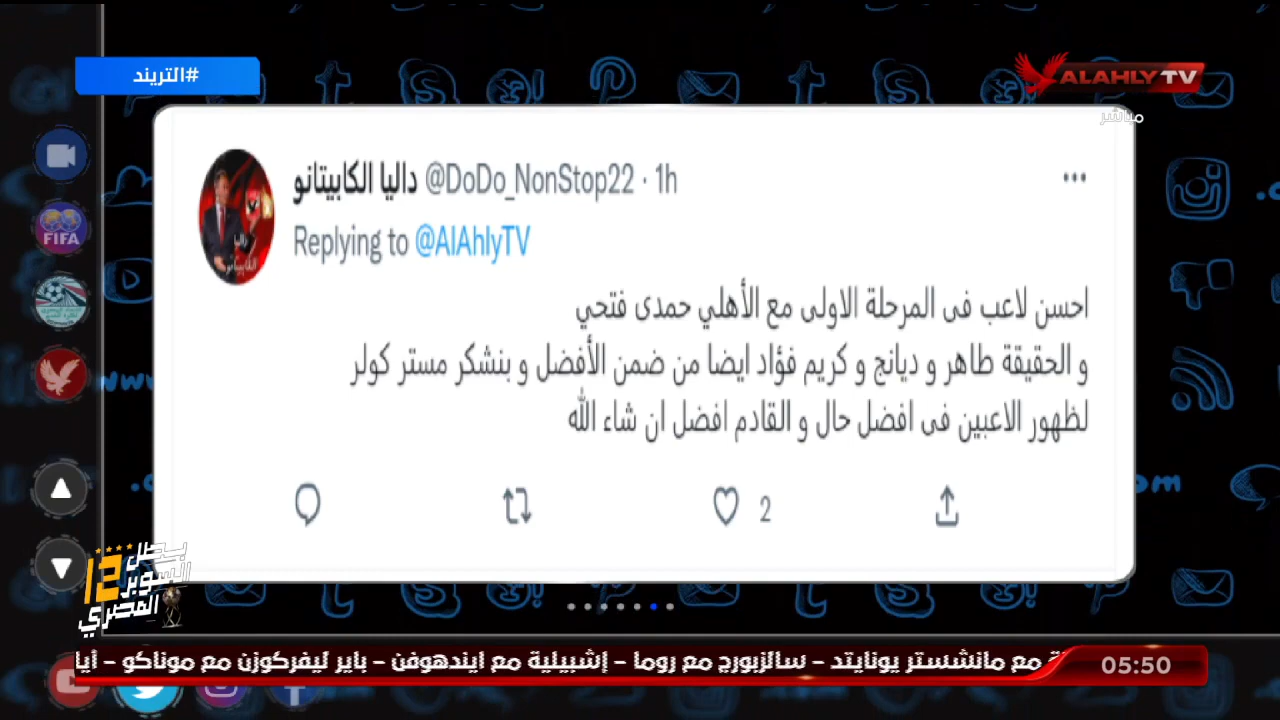 #التريند
ALAHLY TV
مباشر
داليا الكابيتانو @DoDo_NonStop22 · 1h
Replying to @AlAhlyTV
احسن لاعب فى المرحلة الاولى مع الأهلي حمدى فتحي
و الحقيقة طاهر و ديانج و كريم فؤاد ايضا من ضمن الأفضل و بنشكر مستر كولر
لظهور الاعبين فى افضل حال و القادم افضل ان شاء الله
2
FIFA
بطل
السوبر 12
المصري
مع مانشستر يونايتد – سالزبورج مع روما – إشبيلية مع ايندهوفن – باير ليفركوزن مع موناكو –
05:50